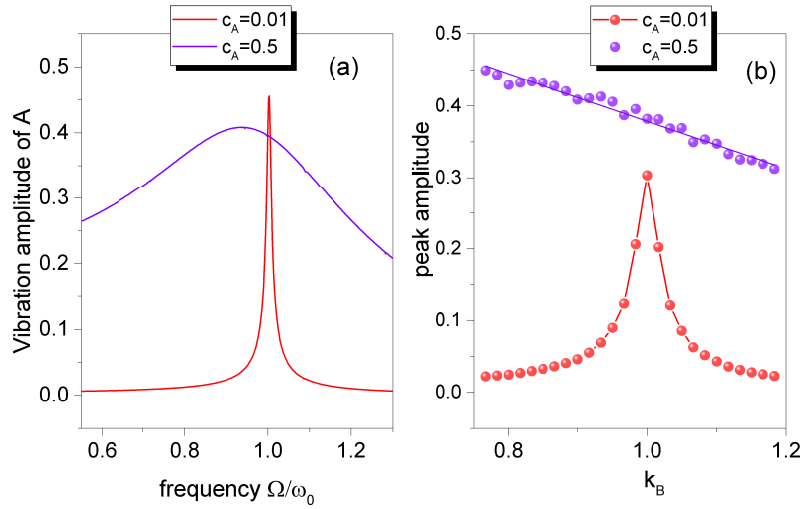 c_A=0.01
c_A=0.5
(a)
Vibration amplitude of A
0.5
0.4
0.3
0.2
0.1
0.0
0.6 0.8 1.0 1.2
frequency Ω/ω_0
c_A=0.01
c_A=0.5
(b)
peak amplitude
0.5
0.4
0.3
0.2
0.1
0.0
0.8 1.0 1.2
k_B